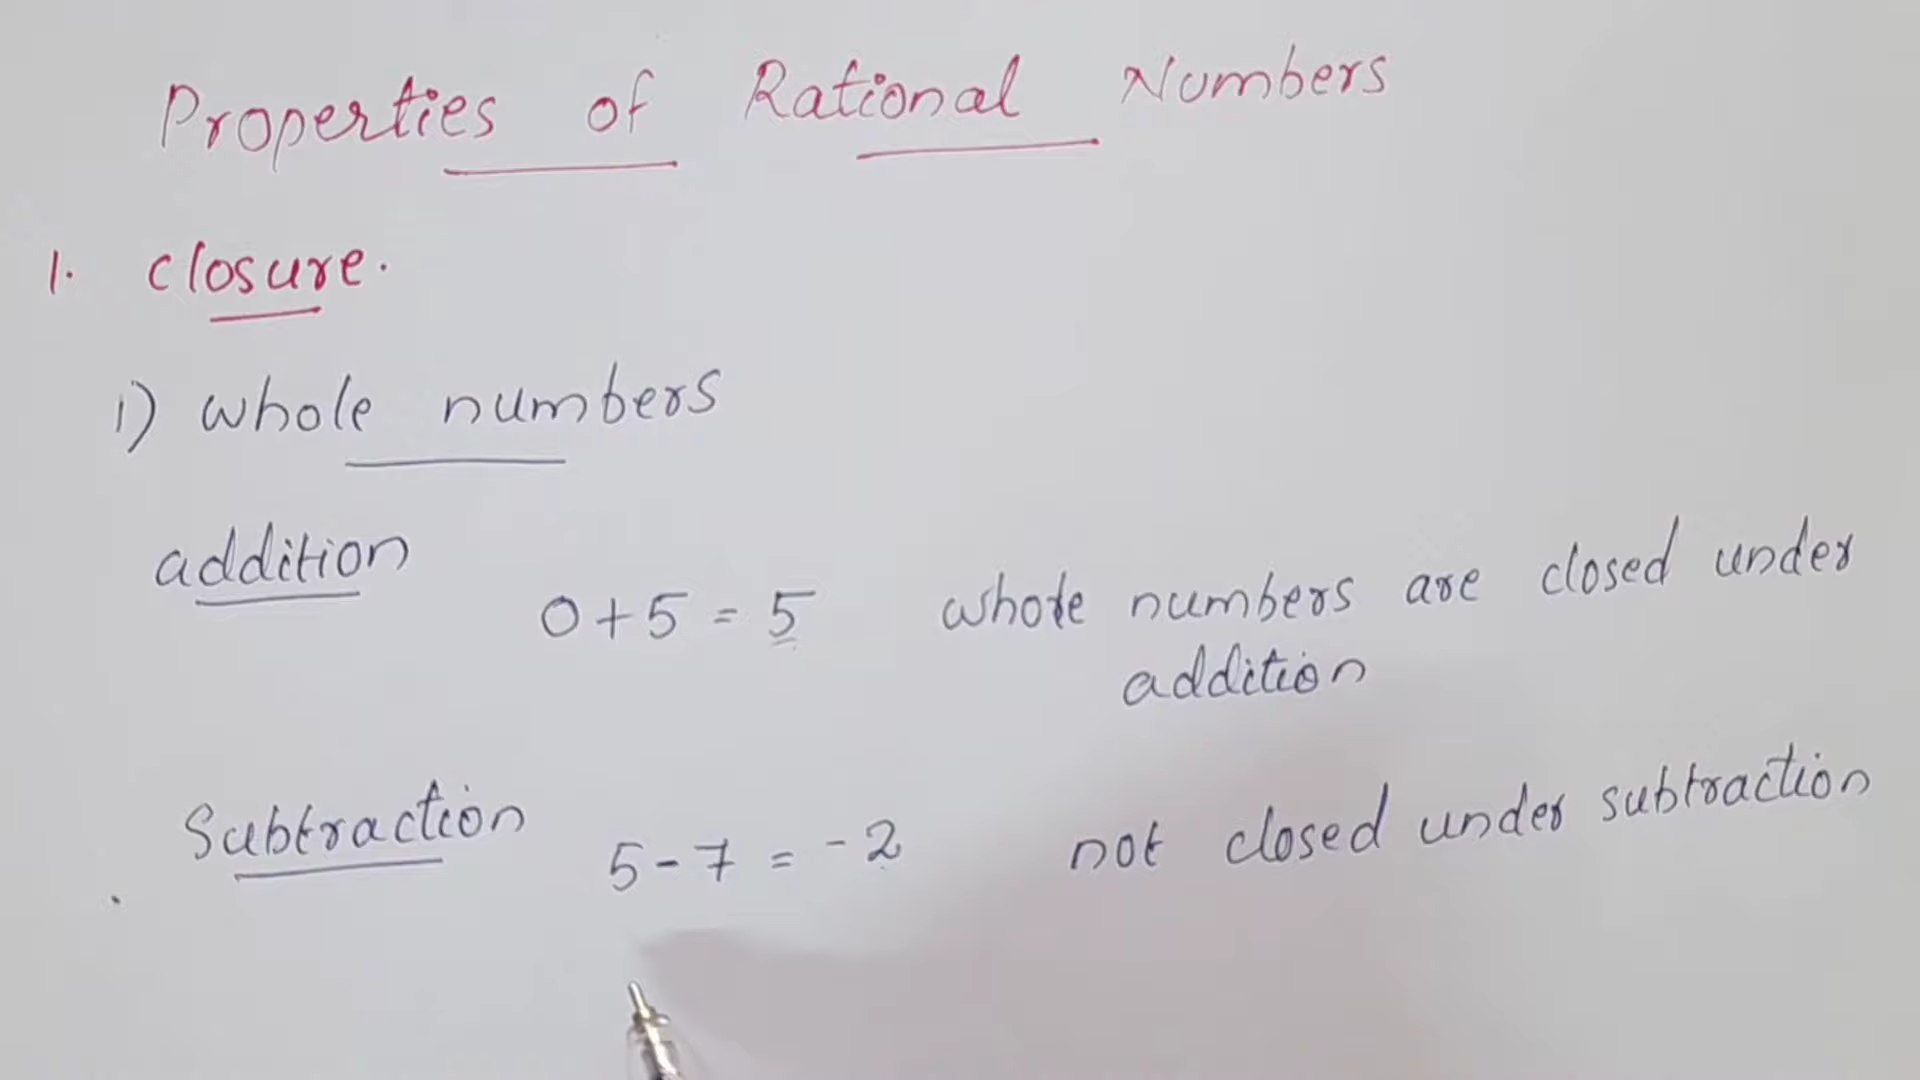 Properties of Rational Numbers
1. closure.
i) whole numbers
addition
0+5 = 5 whole numbers are closed under
addition
Subtraction
5-7 = -2 not closed under subtraction